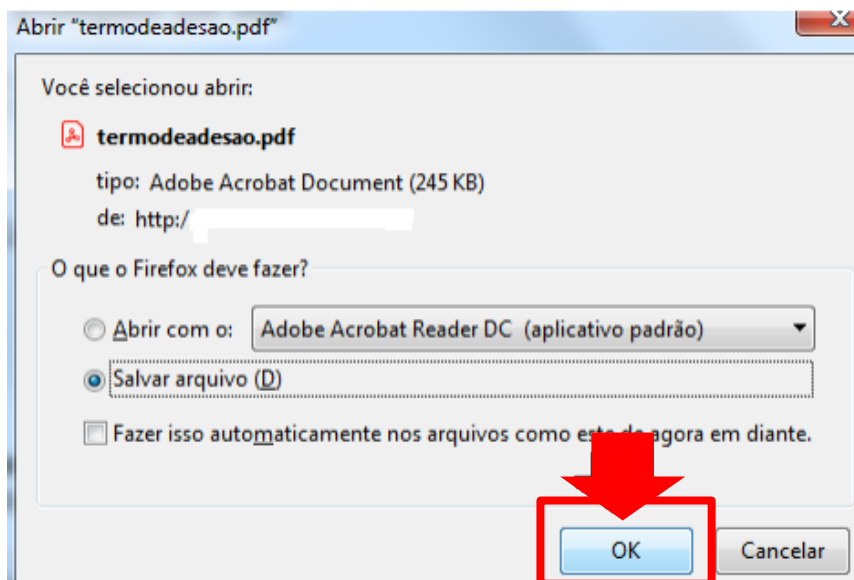 Abrir “termodeadesao.pdf”
Você selecionou abrir:
termodeadesao.pdf
tipo: Adobe Acrobat Document (245 KB)
de: http:/
O que o Firefox deve fazer?
Abrir com o: Adobe Acrobat Reader DC (aplicativo padrão)
Salvar arquivo (D)
Fazer isso automaticamente nos arquivos como este de agora em diante.
OK Cancelar